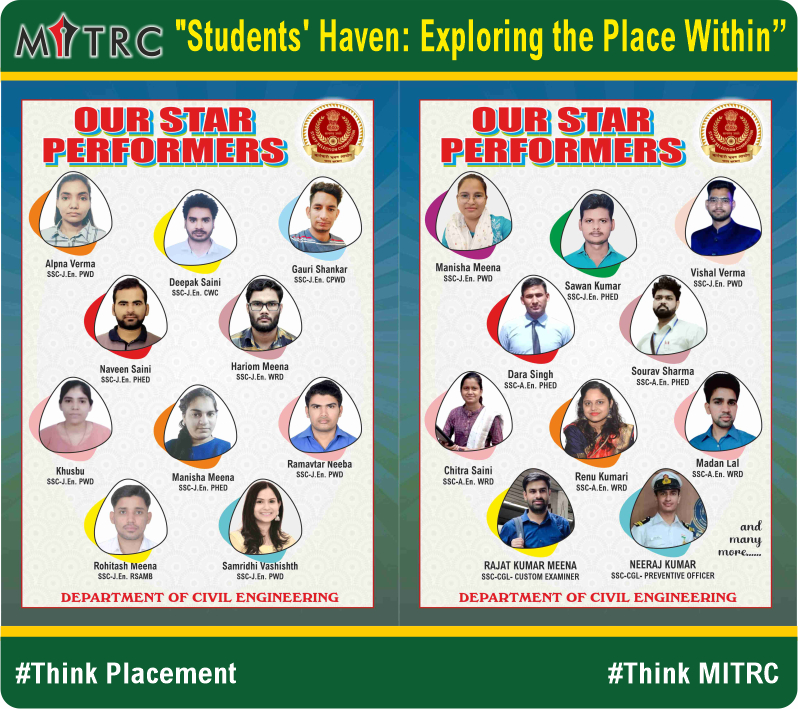 MITRC "Students' Haven: Exploring the Place Within”
OUR STAR
PERFORMERS
Alpna Verma
SSC-J.En. PWD
Deepak Saini
SSC-J.En. CWC
Gauri Shankar
SSC-J.En. CPWD
Naveen Saini
SSC-J.En. PHED
Hariom Meena
SSC-J.En. WRD
Khusbu
SSC-J.En. PWD
Manisha Meena
SSC-J.En. PHED
Ramavtar Neeba
SSC-J.En. PWD
Rohitash Meena
SSC-J.En. RSAMB
Samridhi Vashishth
SSC-J.En. PWD
DEPARTMENT OF CIVIL ENGINEERING
OUR STAR
PERFORMERS
Manisha Meena
SSC-J.En. PWD
Sawan Kumar
SSC-J.En. PHED
Vishal Verma
SSC-J.En. PWD
Dara Singh
SSC-A.En. PHED
Sourav Sharma
SSC-A.En. PHED
Chitra Saini
SSC-A.En. WRD
Renu Kumari
SSC-A.En. WRD
Madan Lal
SSC-A.En. WRD
RAJAT KUMAR MEENA
SSC-CGL- CUSTOM EXAMINER
NEERAJ KUMAR
SSC-CGL- PREVENTIVE OFFICER
and
many
more......
DEPARTMENT OF CIVIL ENGINEERING
#Think Placement
#Think MITRC